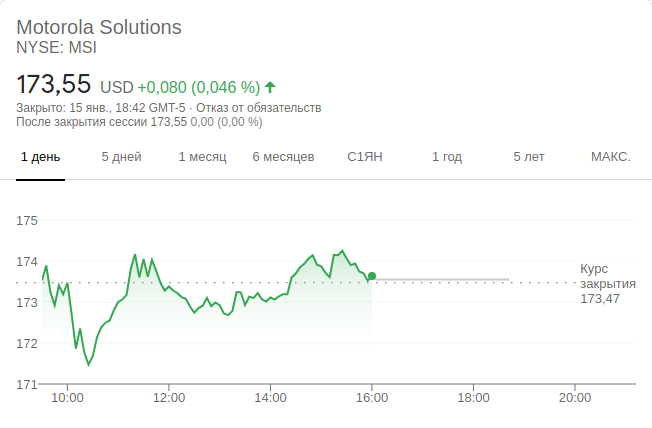 Motorola Solutions
NYSE: MSI
173,55 USD +0,080 (0,046 %)
Закрыто: 15 янв., 18:42 GMT-5 · Отказ от обязательств
После закрытия сессии 173,55 0,00 (0,00 %)
1 день 5 дней 1 месяц 6 месяцев С1ЯН 1 год 5 лет МАКС.
175
174
173
172
171
Курс
закрытия
173,47
10:00 12:00 14:00 16:00 18:00 20:00